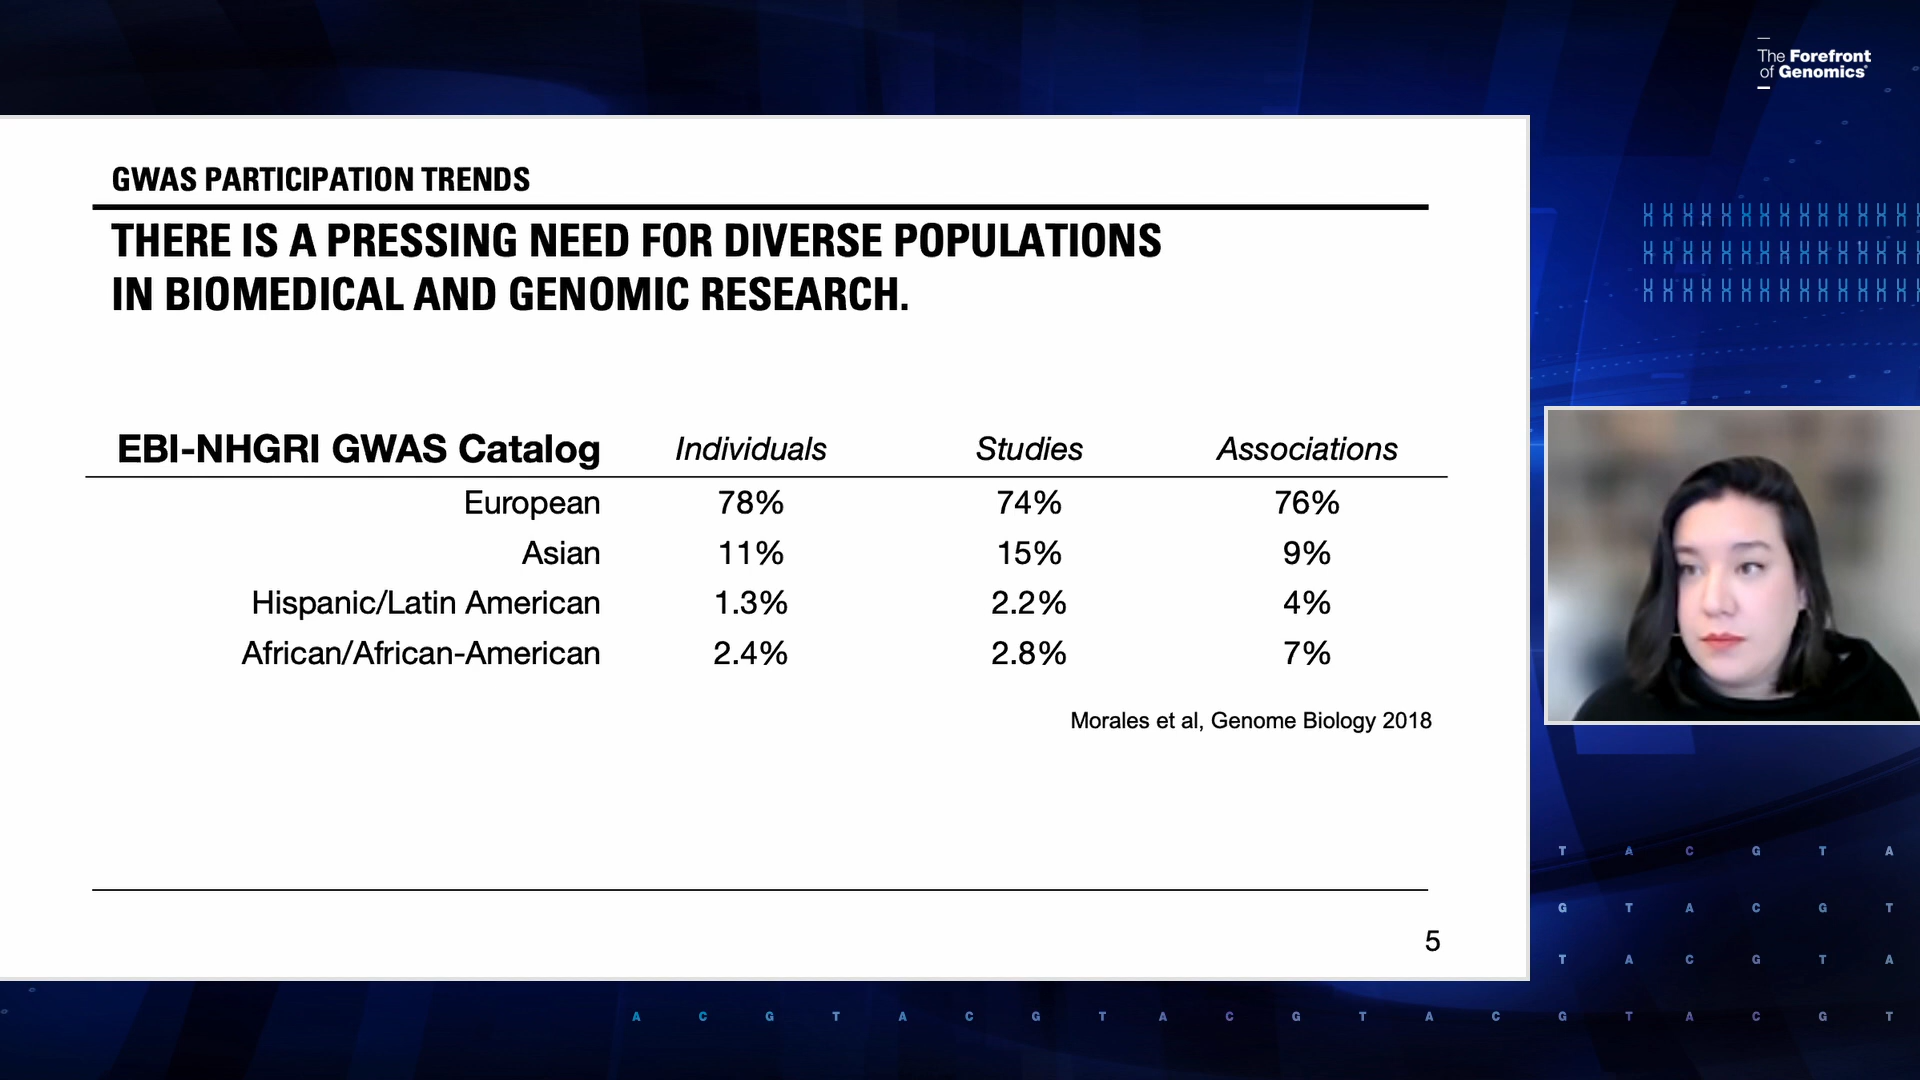 The Forefront
of Genomics®
GWAS PARTICIPATION TRENDS
THERE IS A PRESSING NEED FOR DIVERSE POPULATIONS
IN BIOMEDICAL AND GENOMIC RESEARCH.
EBI-NHGRI GWAS Catalog Individuals Studies Associations
European 78% 74% 76%
Asian 11% 15% 9%
Hispanic/Latin American 1.3% 2.2% 4%
African/African-American 2.4% 2.8% 7%
Morales et al, Genome Biology 2018
5
T A C G T A
G T A C G T
T A C G T A
A C G T A C G T A C G T A C G T A C G T